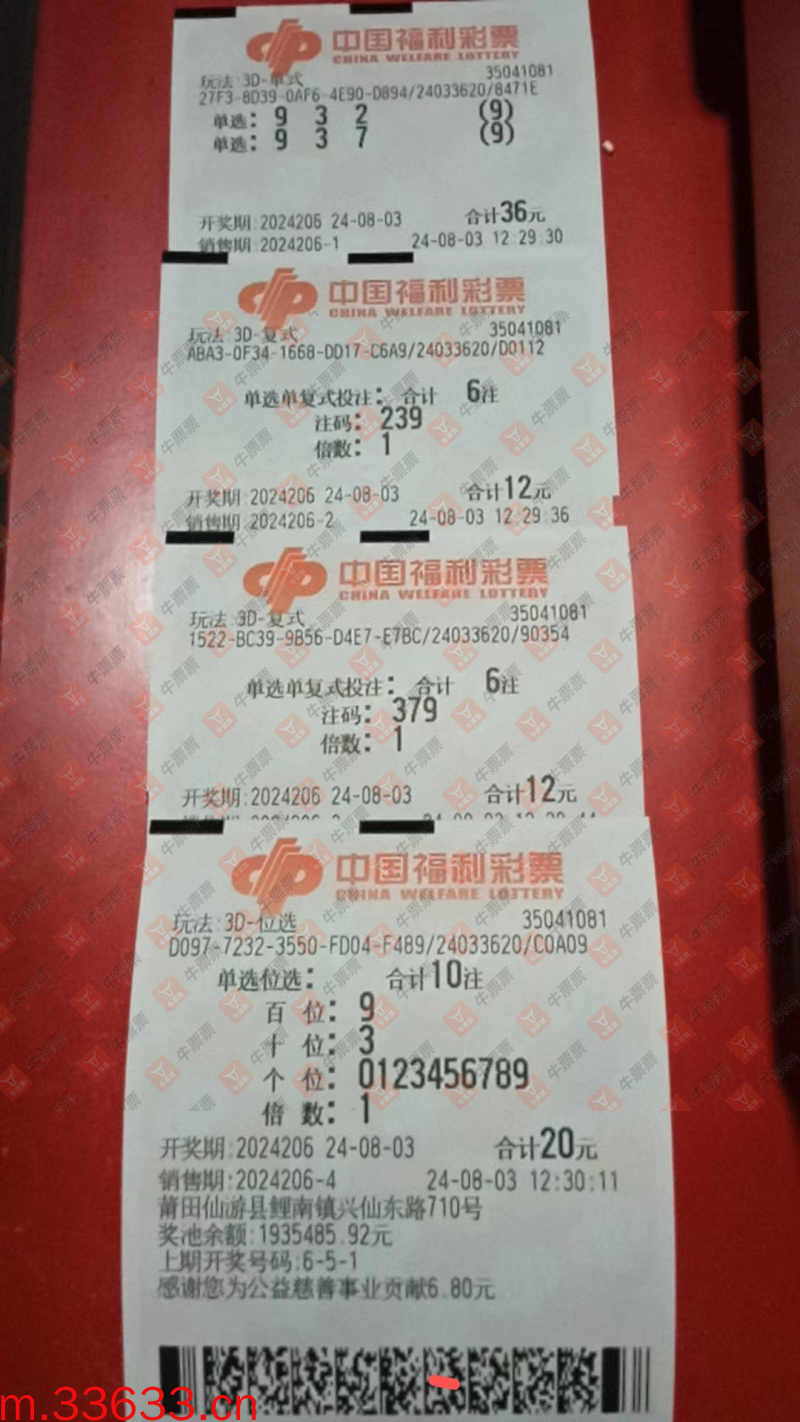 中国福利彩票
CHINA WELFARE LOTTERY
玩法:3D-单式 35041081
27F3-8D39-0AF6-4E90-D894/24033620/8471E
单选: 9 3 2 (9)
单选: 9 3 7 (9)
开奖期:2024206 24-08-03 合计36元
销售期:2024206-1 24-08-03 12:29:30
中国福利彩票
CHINA WELFARE LOTTERY
玩法:3D-复式 35041081
ABA3-0F34-1668-DD17-C6A9/24033620/D0112
单选单复式投注: 合计 6注
注码: 239
倍数: 1
开奖期:2024206 24-08-03 合计12元
销售期:2024206-2 24-08-03 12:29:36
中国福利彩票
CHINA WELFARE LOTTERY
玩法:3D-复式 35041081
1522-BC39-9B56-D4E7-E7BC/24033620/90354
单选单复式投注: 合计 6注
注码: 379
倍数: 1
开奖期:2024206 24-08-03 合计12元
中国福利彩票
CHINA WELFARE LOTTERY
玩法:3D-位选 35041081
D097-7232-3550-FD04-F489/24033620/C0A09
单选位选: 合计10注
百 位: 9
十 位: 3
个 位: 0123456789
倍 数: 1
开奖期:2024206 24-08-03 合计20元
销售期:2024206-4 24-08-03 12:30:11
莆田仙游县鲤南镇兴仙东路710号
奖池余额:1935485.92元
上期开奖号码:6-5-1
感谢您为公益慈善事业贡献6.80元
牛票票
m.33633.cn